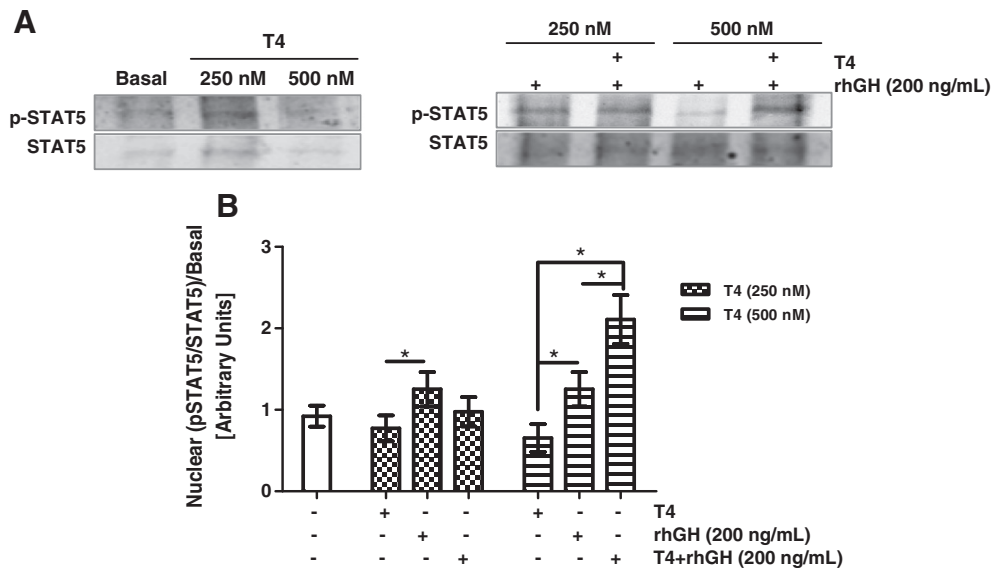 A
T4
Basal 250 nM 500 nM
p-STAT5
STAT5
250 nM 500 nM
+ + T4
+ + + + rhGH (200 ng/mL)
p-STAT5
STAT5
B
Nuclear (pSTAT5/STAT5)/Basal
[Arbitrary Units]
3
2
1
0
* * * *
T4 (250 nM)
T4 (500 nM)
- + - - + - - T4
- - + - - + - rhGH (200 ng/mL)
- - - + - - + T4+rhGH (200 ng/mL)